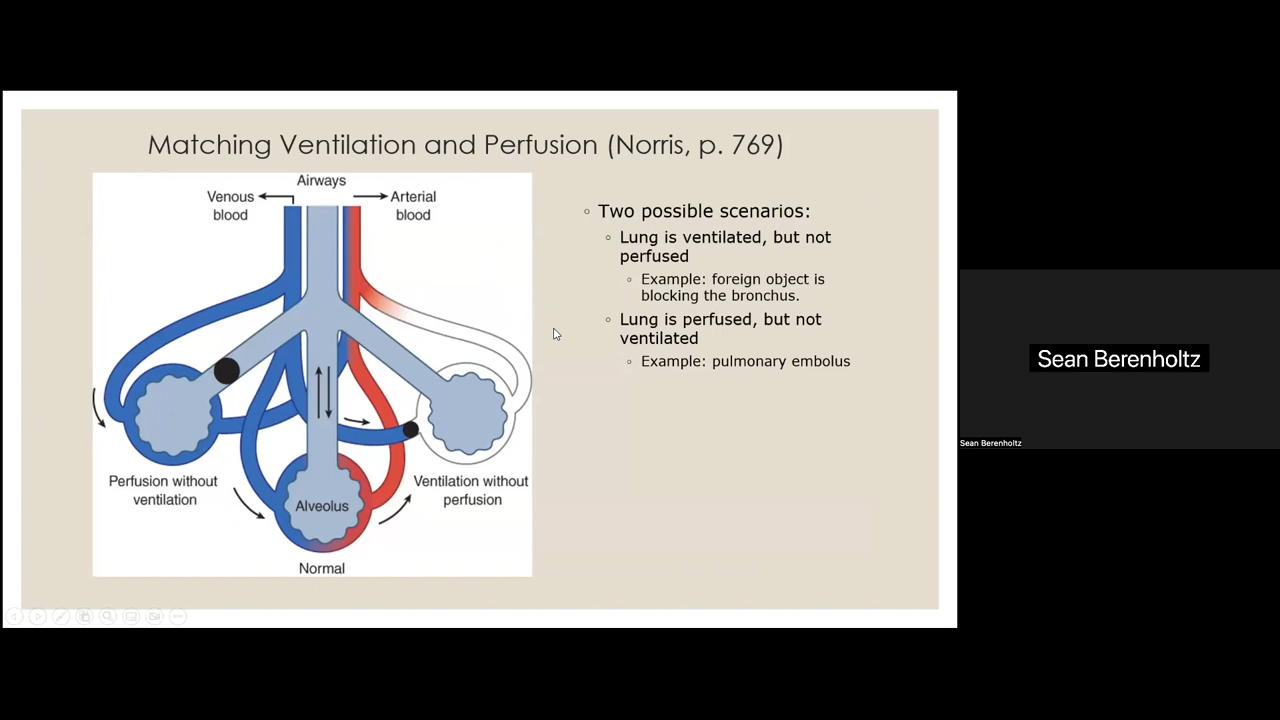 Matching Ventilation and Perfusion (Norris, p. 769)
Airways
Venous
blood
Arterial
blood
Perfusion without
ventilation
Alveolus
Ventilation without
perfusion
Normal
◦ Two possible scenarios:
◦ Lung is ventilated, but not
perfused
◦ Example: foreign object is
blocking the bronchus.
◦ Lung is perfused, but not
ventilated
◦ Example: pulmonary embolus
Sean Berenholtz
Sean Berenholtz